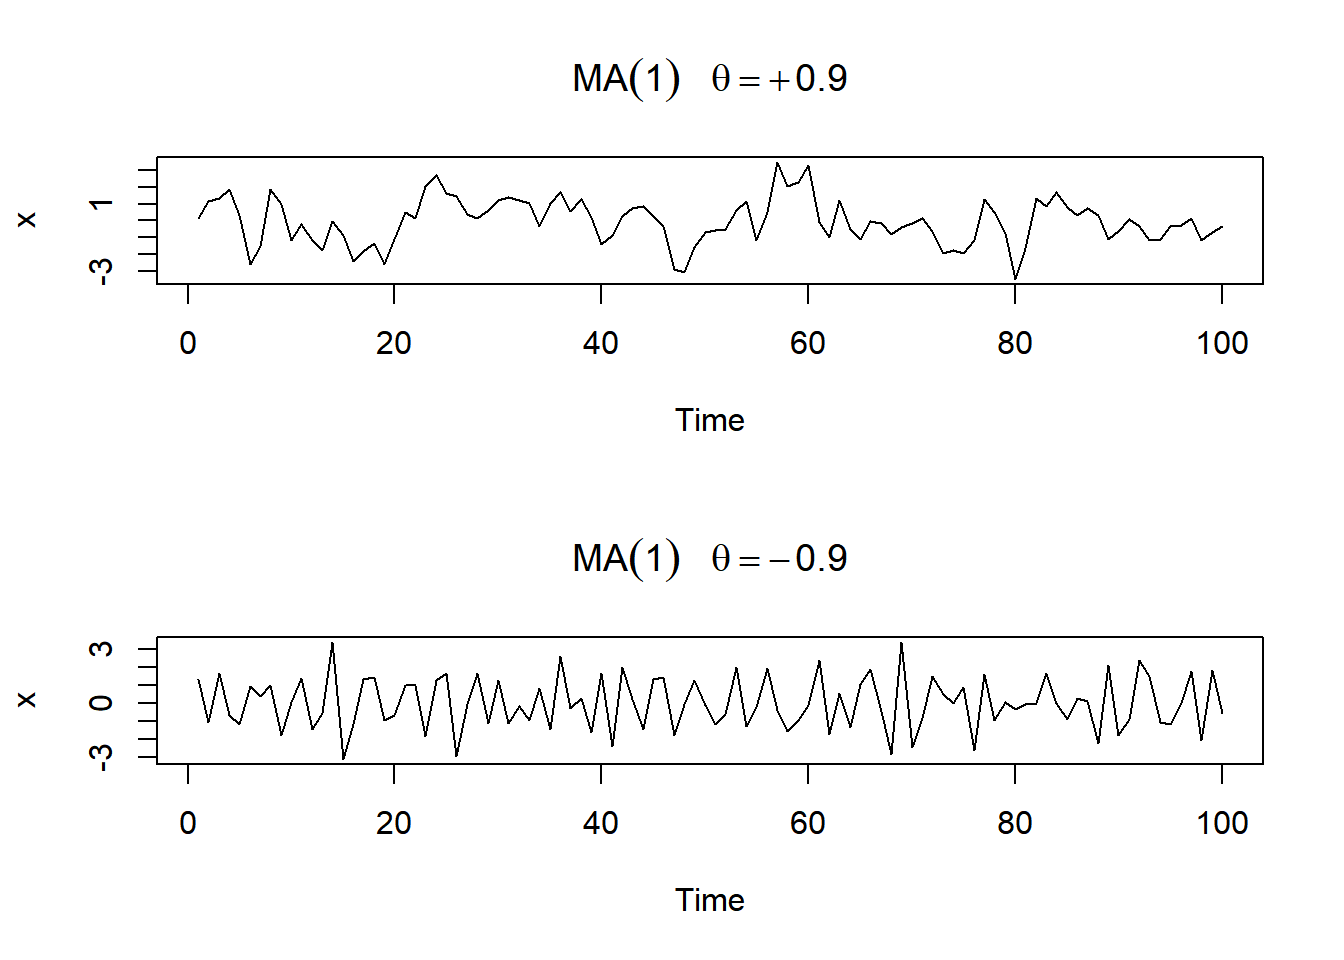 MA(1) θ = +0.9
x
1
-3
0 20 40 60 80 100
Time
MA(1) θ = −0.9
x
3
0
-3
0 20 40 60 80 100
Time